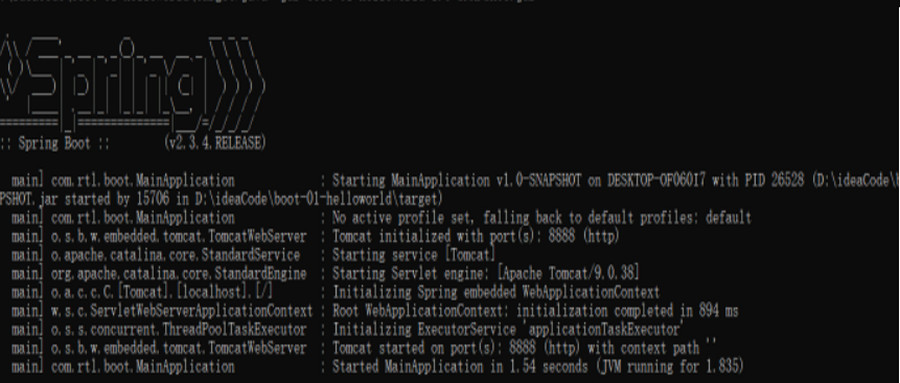 :: Spring Boot ::        (v2.3.4.RELEASE)
main] com.rtl.boot.MainApplication : Starting MainApplication v1.0-SNAPSHOT on DESKTOP-OF06OI7 with PID 26528 (D:\ideaCode\
PSHOT.jar started by 15706 in D:\ideaCode\boot-01-helloworld\target)
main] com.rtl.boot.MainApplication : No active profile set, falling back to default profiles: default
main] o.s.b.w.embedded.tomcat.TomcatWebServer : Tomcat initialized with port(s): 8888 (http)
main] o.apache.catalina.core.StandardService : Starting service [Tomcat]
main] org.apache.catalina.core.StandardEngine : Starting Servlet engine: [Apache Tomcat/9.0.38]
main] o.a.c.c.C.[Tomcat].[localhost].[/] : Initializing Spring embedded WebApplicationContext
main] w.s.c.ServletWebServerApplicationContext : Root WebApplicationContext: initialization completed in 894 ms
main] o.s.s.concurrent.ThreadPoolTaskExecutor : Initializing ExecutorService 'applicationTaskExecutor'
main] o.s.b.w.embedded.tomcat.TomcatWebServer : Tomcat started on port(s): 8888 (http) with context path ''
main] com.rtl.boot.MainApplication : Started MainApplication in 1.54 seconds (JVM running for 1.835)